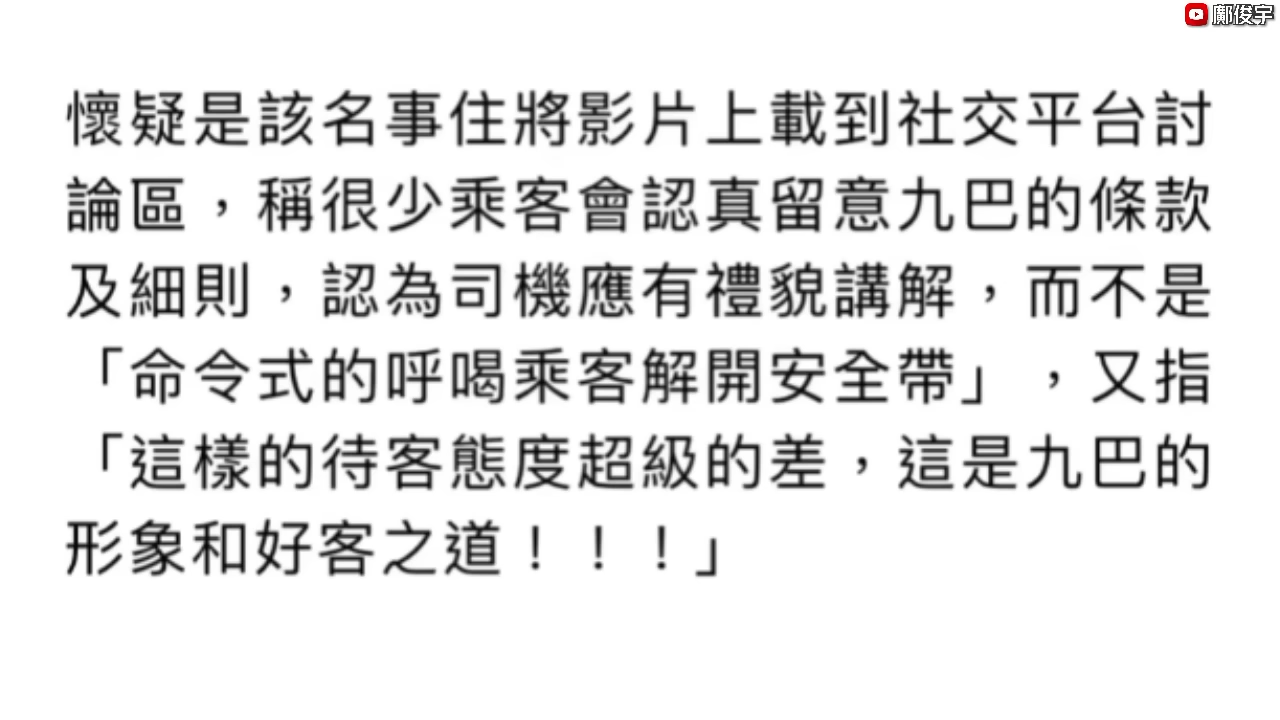 鄺俊宇
懷疑是該名事住將影片上載到社交平台討
論區，稱很少乘客會認真留意九巴的條款
及細則，認為司機應有禮貌講解，而不是
「命令式的呼喝乘客解開安全帶」，又指
「這樣的待客態度超級的差，這是九巴的
形象和好客之道！！！」